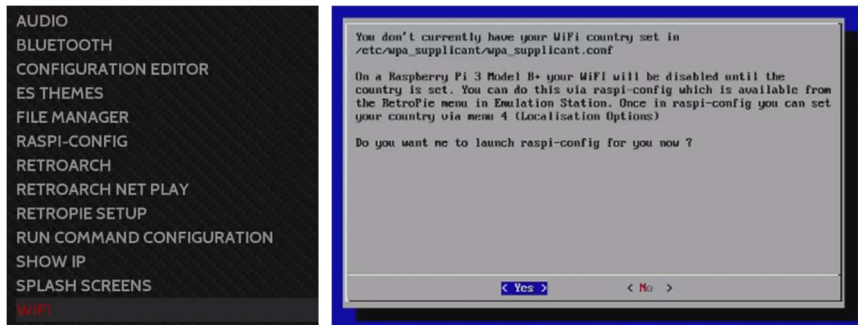 AUDIO
BLUETOOTH
CONFIGURATION EDITOR
ES THEMES
FILE MANAGER
RASPI-CONFIG
RETROARCH
RETROARCH NET PLAY
RETROPIE SETUP
RUN COMMAND CONFIGURATION
SHOW IP
SPLASH SCREENS
WIFI
You don't currently have your WiFi country set in
/etc/wpa_supplicant/wpa_supplicant.conf
On a Raspberry Pi 3 Model B+ your WiFI will be disabled until the
country is set. You can do this via raspi-config which is available from
the RetroPie menu in Emulation Station. Once in raspi-config you can set
your country via menu 4 (Localisation Options)
Do you want me to launch raspi-config for you now ?
< Yes > < No >